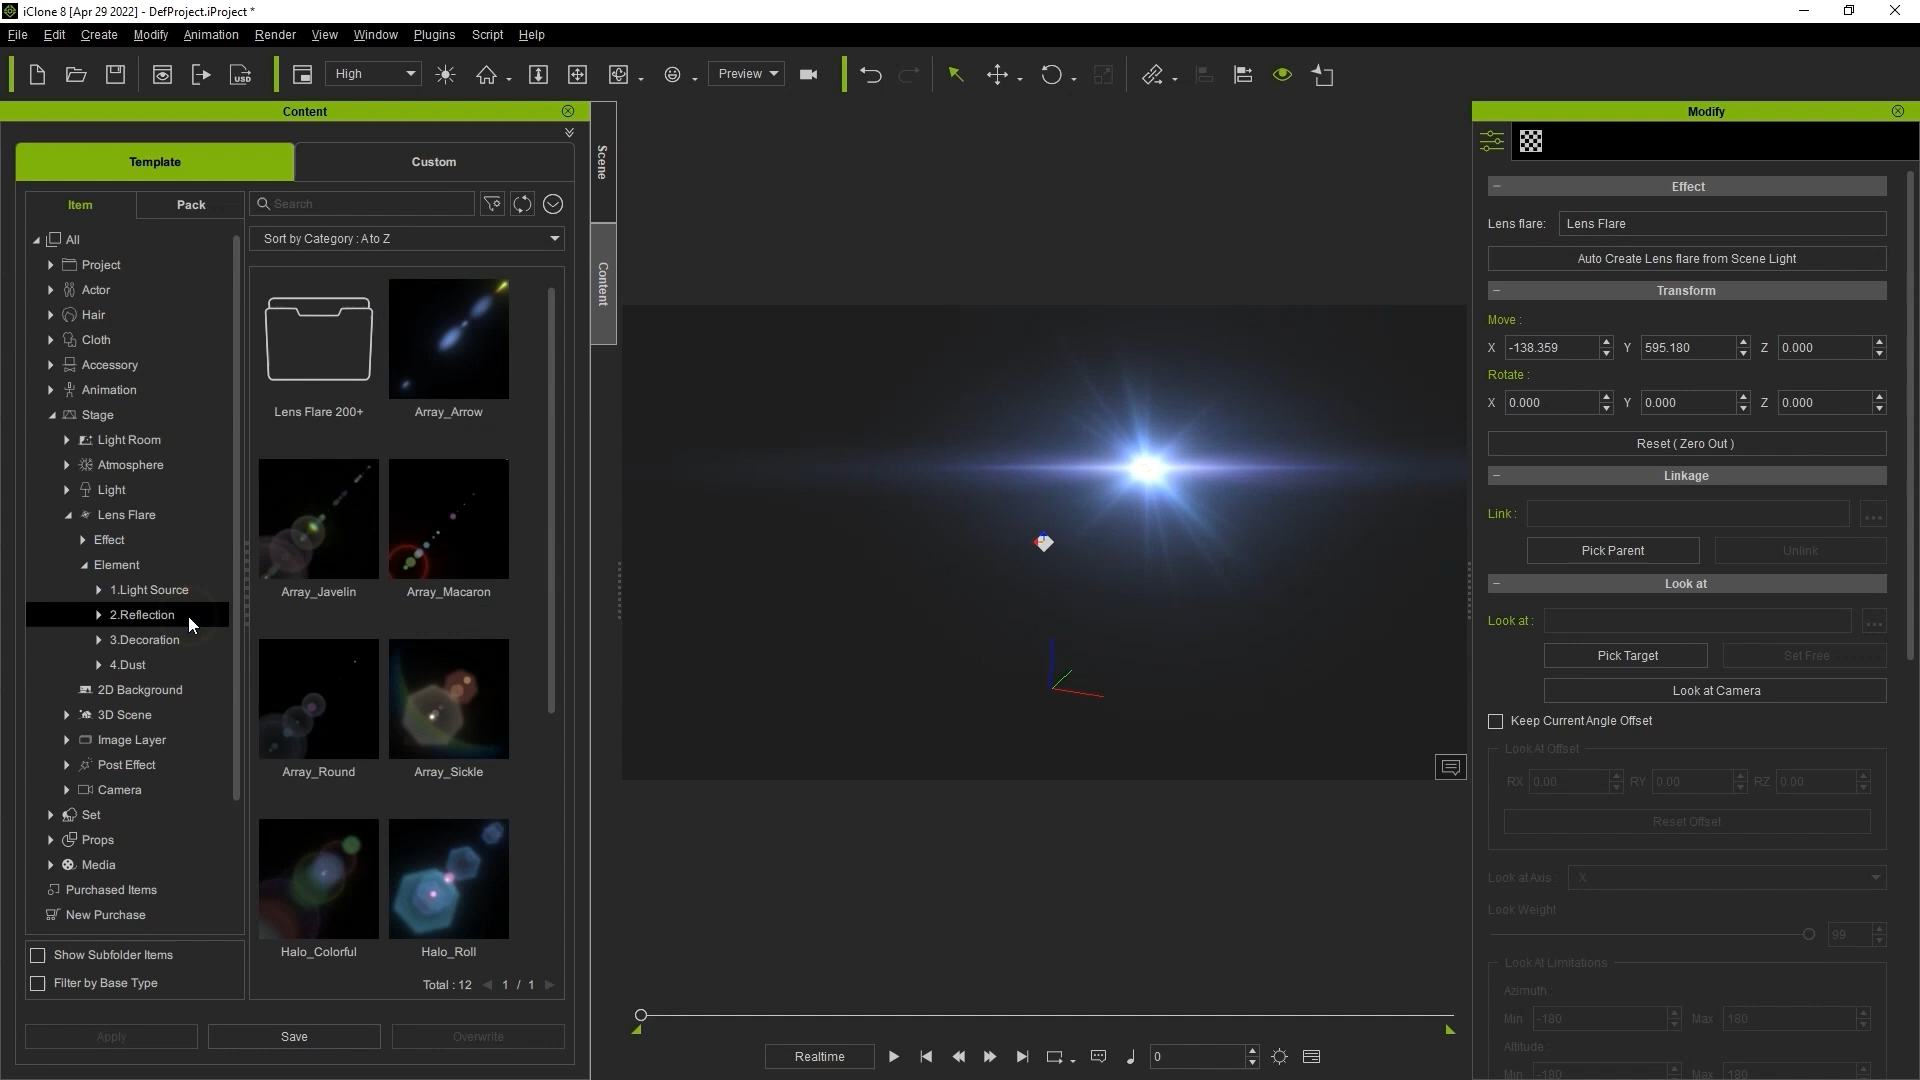 iClone 8 [Apr 29 2022] - DefProject.iProject *
File Edit Create Modify Animation Render View Window Plugins Script Help
USD High Preview
Content
Template Custom
Item Pack Search
Sort by Category : A to Z
All
Project
Actor
Hair
Cloth
Accessory
Animation
Stage
Light Room
Atmosphere
Light
Lens Flare
Effect
Element
1.Light Source
2.Reflection
3.Decoration
4.Dust
2D Background
3D Scene
Image Layer
Post Effect
Camera
Set
Props
Media
Purchased Items
New Purchase
Show Subfolder Items
Filter by Base Type
Lens Flare 200+ Array_Arrow
Array_Javelin Array_Macaron
Array_Round Array_Sickle
Halo_Colorful Halo_Roll
Total : 12 1 / 1
Apply Save Overwrite
Scene
Content
Realtime 0
Modify
Effect
Lens flare: Lens Flare
Auto Create Lens flare from Scene Light
Transform
Move :
X -138.359 Y 595.180 Z 0.000
Rotate :
X 0.000 Y 0.000 Z 0.000
Reset ( Zero Out )
Linkage
Link : ...
Pick Parent Unlink
Look at
Look at : ...
Pick Target Set Free
Look at Camera
Keep Current Angle Offset
Look At Offset
RX 0.00 RY 0.00 RZ 0.00
Reset Offset
Look at Axis : X
Look Weight
99
Look At Limitations
Azimuth :
Min -180 Max 180
Altitude :
Min -180 Max 180